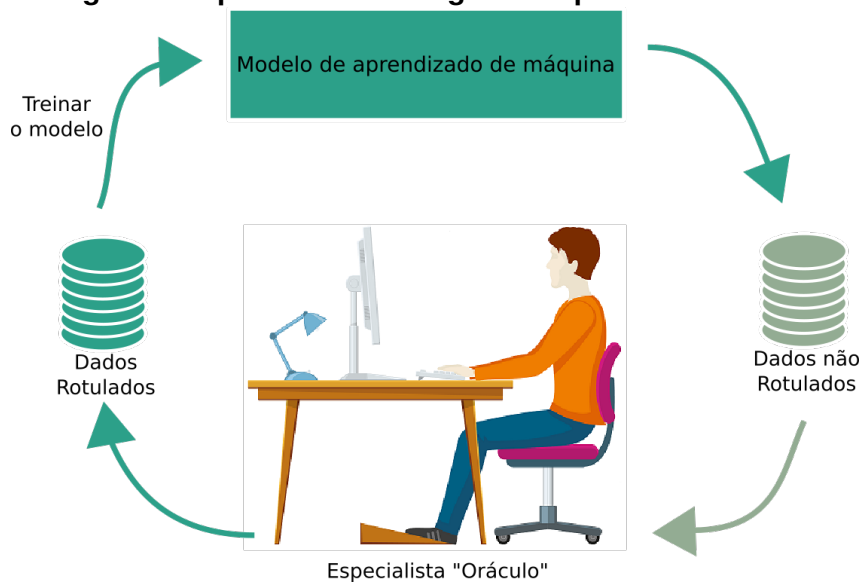 Modelo de aprendizado de máquina
Treinar
o modelo
Dados
Rotulados
Dados não
Rotulados
Especialista "Oráculo"